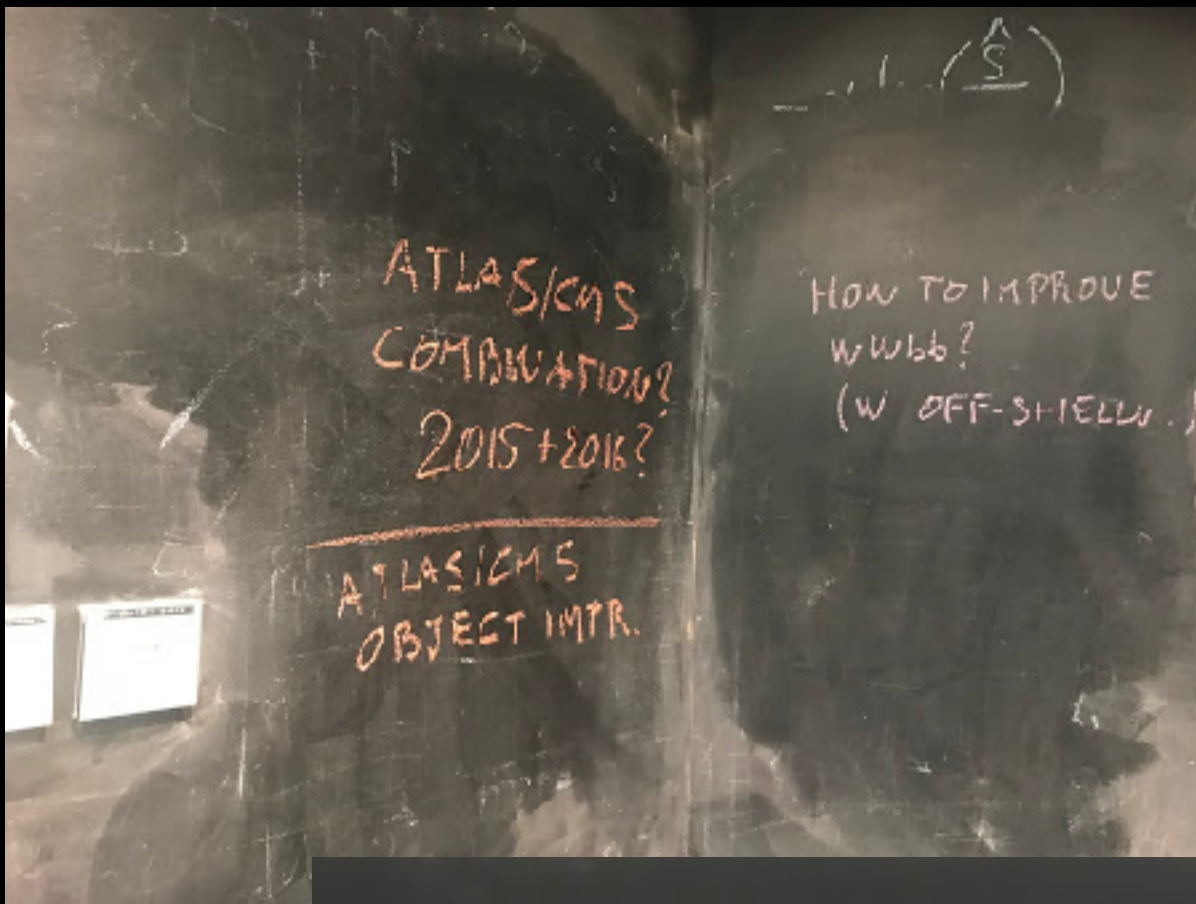 ATLAS/CMS
COMBINATION?
2015+2016?
ATLAS/CMS
OBJECT IMPR.
HOW TO IMPROVE
WWbb?
(W OFF-SHELL